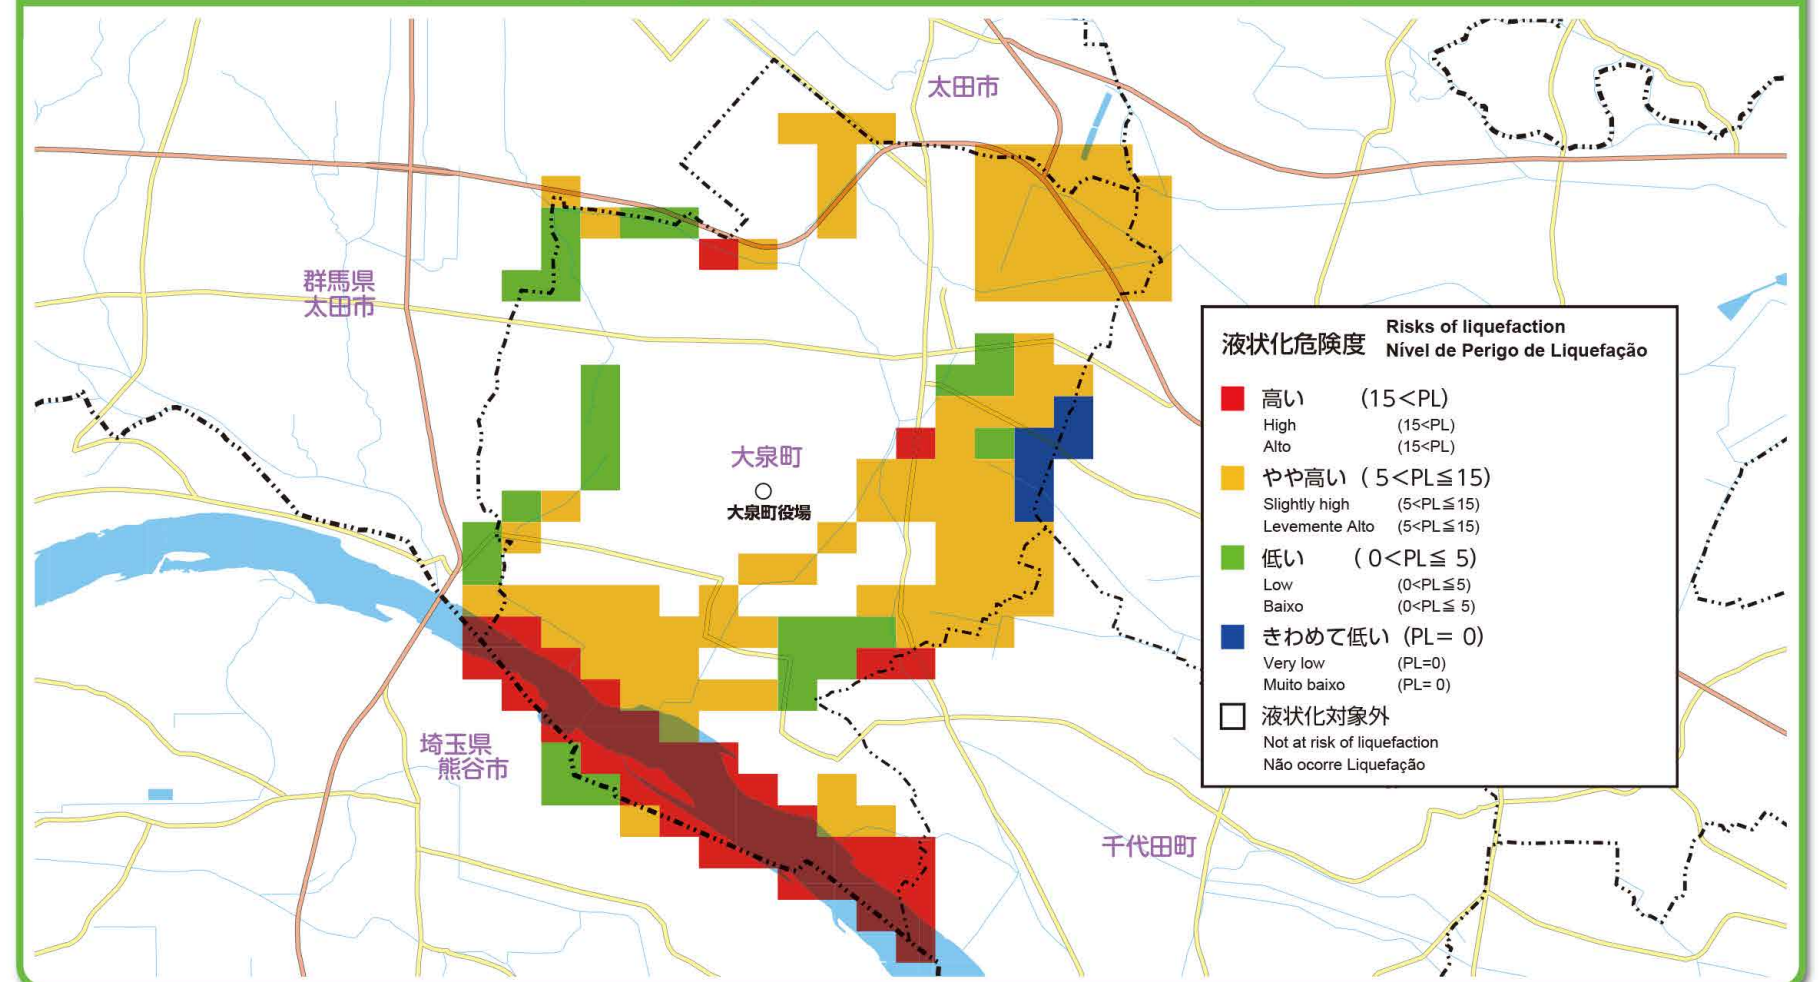 太田市
群馬県
太田市
大泉町
大泉町役場
埼玉県
熊谷市
千代田町
液状化危険度
Risks of liquefaction
Nível de Perigo de Liquefação
高い (15<PL)
High (15<PL)
Alto (15<PL)
やや高い ( 5<PL≦15)
Slightly high (5<PL≦15)
Levemente Alto (5<PL≦15)
低い ( 0<PL≦ 5)
Low (0<PL≦5)
Baixo (0<PL≦ 5)
きわめて低い (PL= 0)
Very low (PL=0)
Muito baixo (PL= 0)
液状化対象外
Not at risk of liquefaction
Não ocorre Liquefação